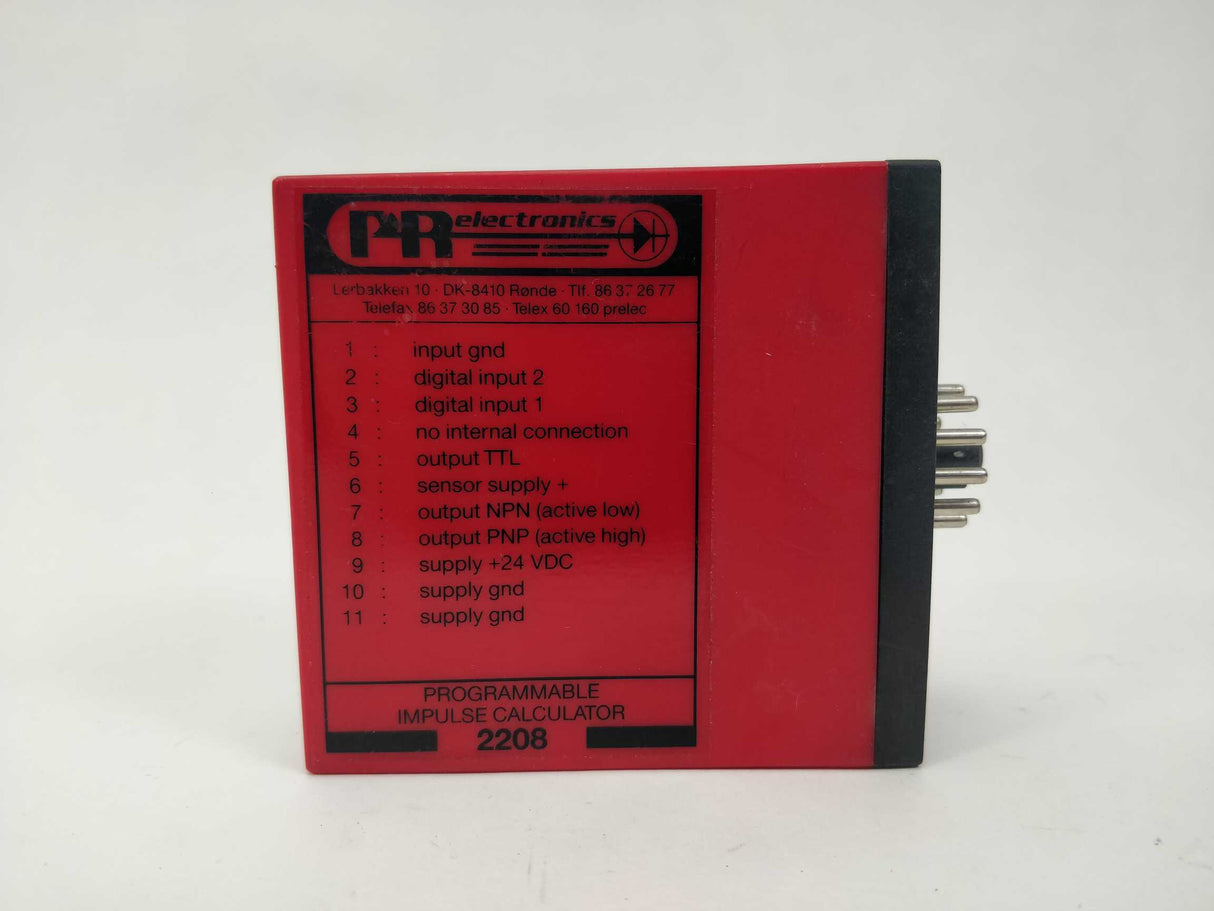 PR electronics
Lerbakken 10 · DK-8410 Rønde · Tlf. 86 37 26 77
Telefax 86 37 30 85 · Telex 60 160 prelec
1 : input gnd
2 : digital input 2
3 : digital input 1
4 : no internal connection
5 : output TTL
6 : sensor supply +
7 : output NPN (active low)
8 : output PNP (active high)
9 : supply +24 VDC
10 : supply gnd
11 : supply gnd
PROGRAMMABLE
IMPULSE CALCULATOR
2208